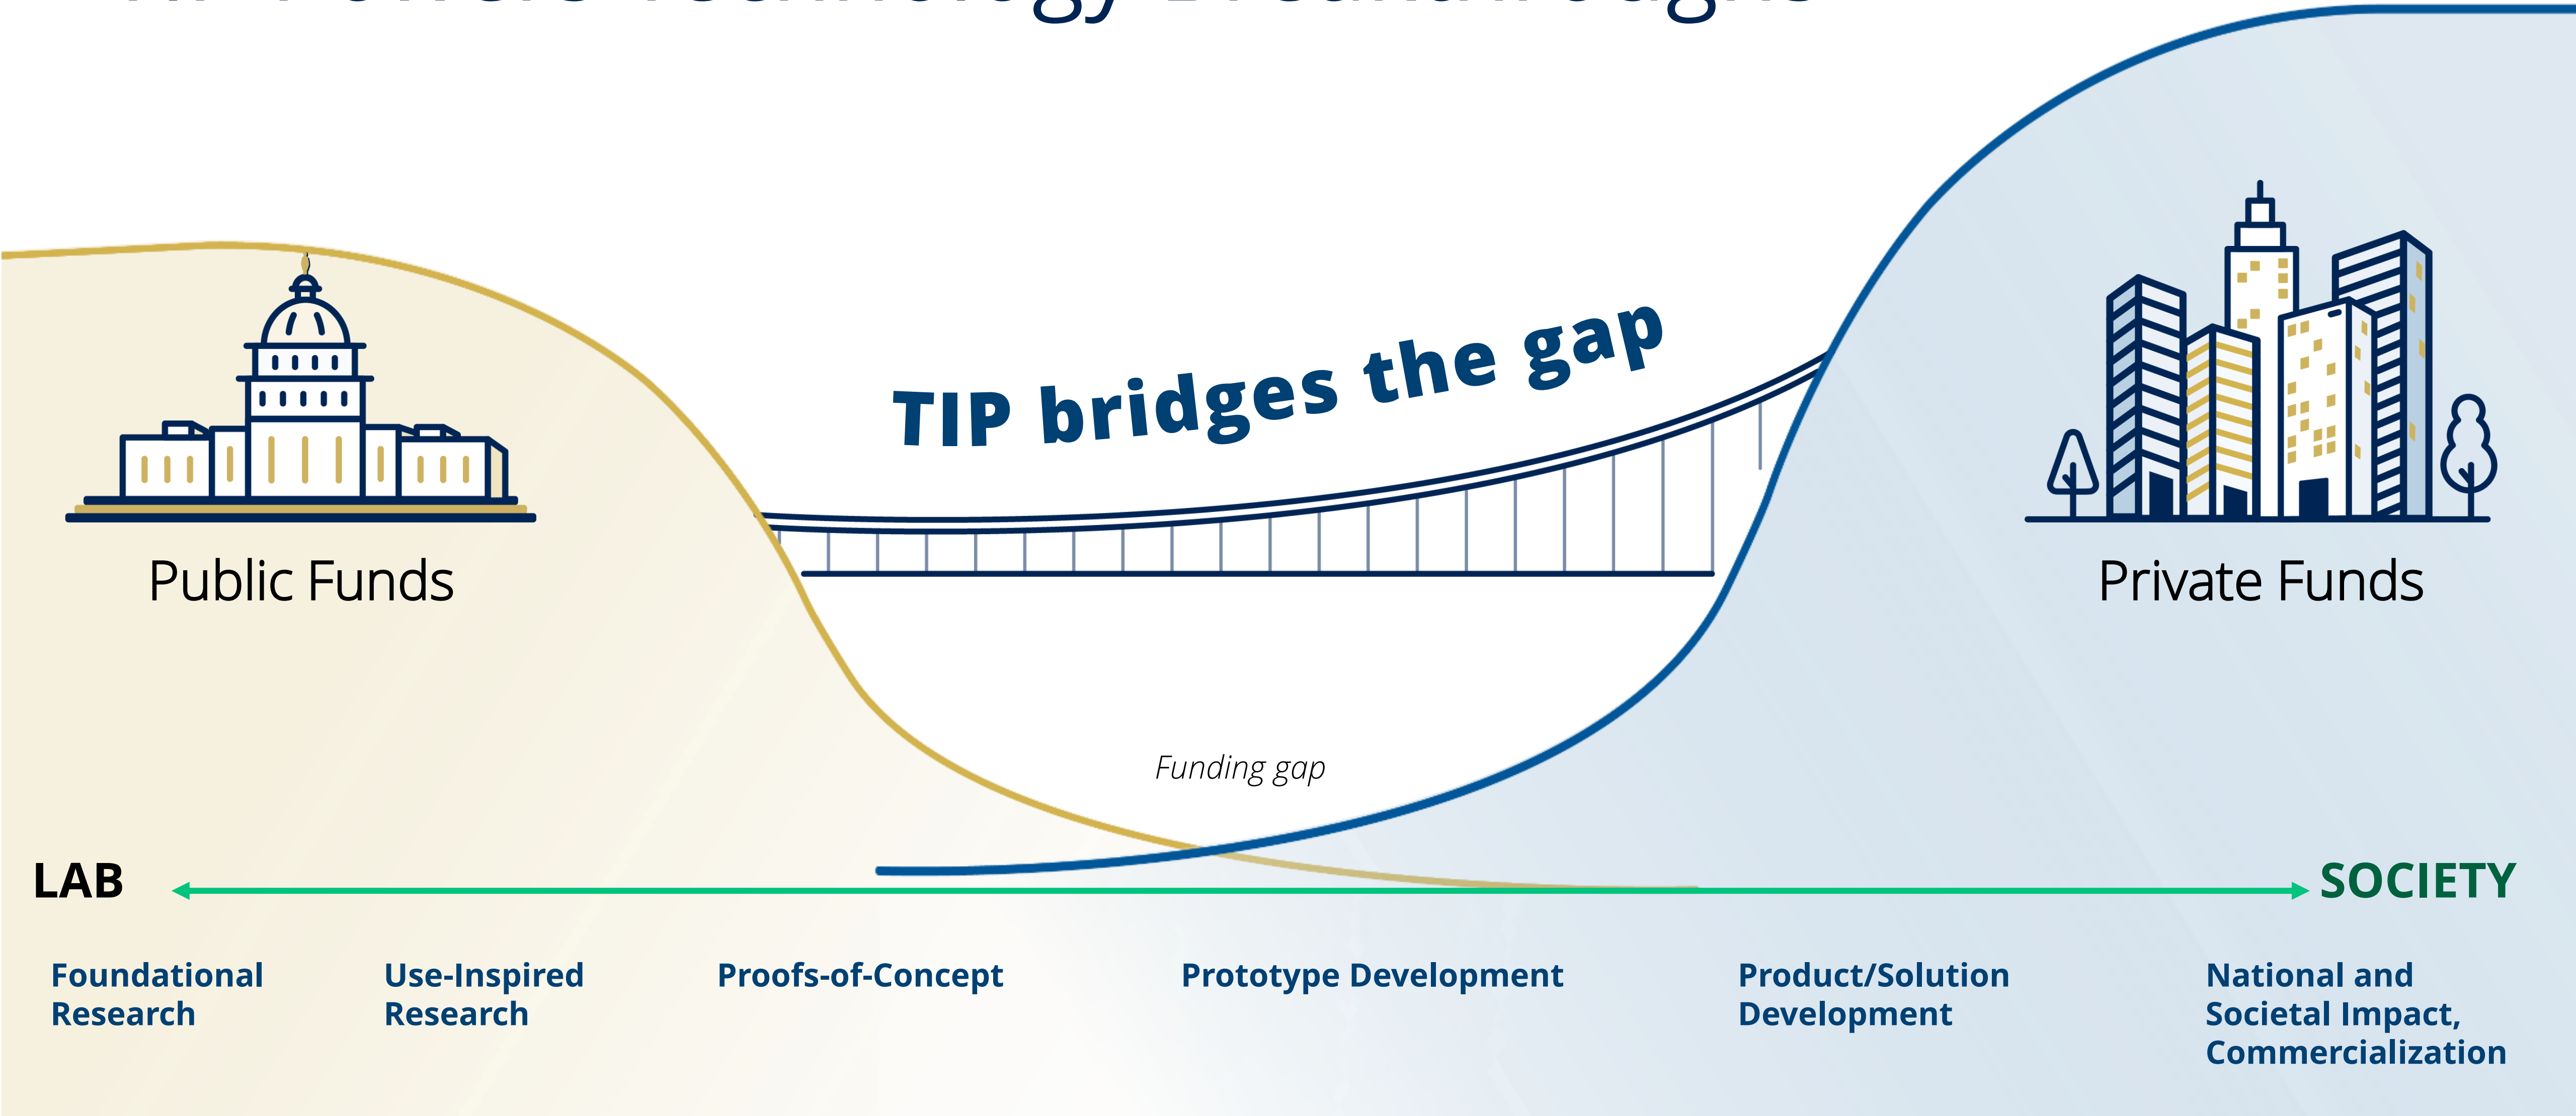 TIP bridges the gap
Public Funds
Private Funds
Funding gap
LAB
SOCIETY
Foundational
Research
Use-Inspired
Research
Proofs-of-Concept
Prototype Development
Product/Solution
Development
National and
Societal Impact,
Commercialization